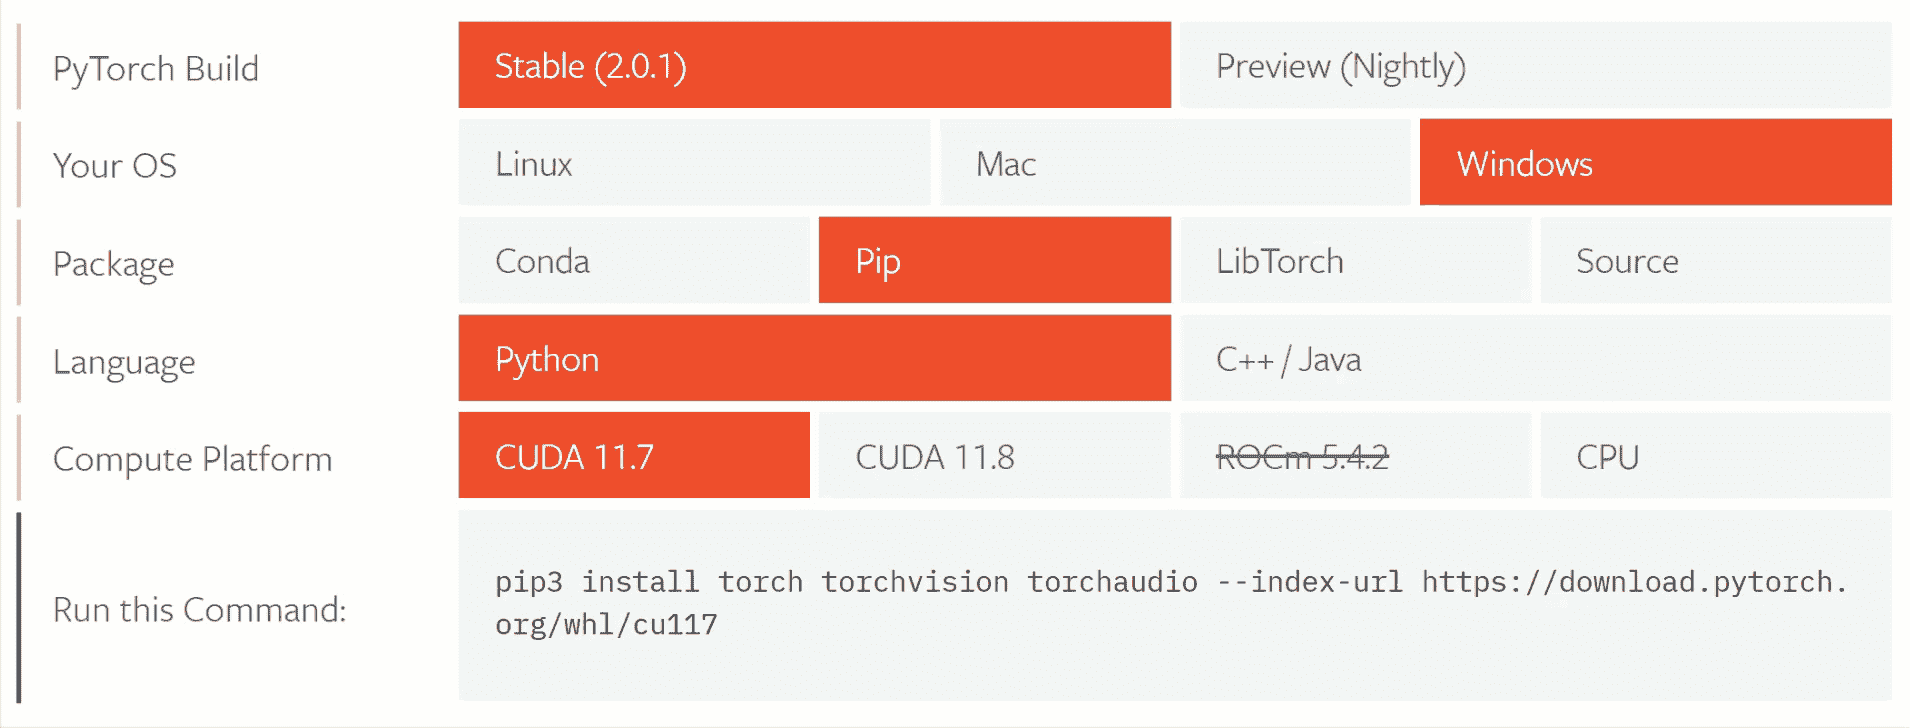 PyTorch Build Stable (2.0.1) Preview (Nightly)
Your OS Linux Mac Windows
Package Conda Pip LibTorch Source
Language Python C++ / Java
Compute Platform CUDA 11.7 CUDA 11.8 ROCm 5.4.2 CPU
Run this Command:
pip3 install torch torchvision torchaudio --index-url https://download.pytorch.
org/whl/cu117